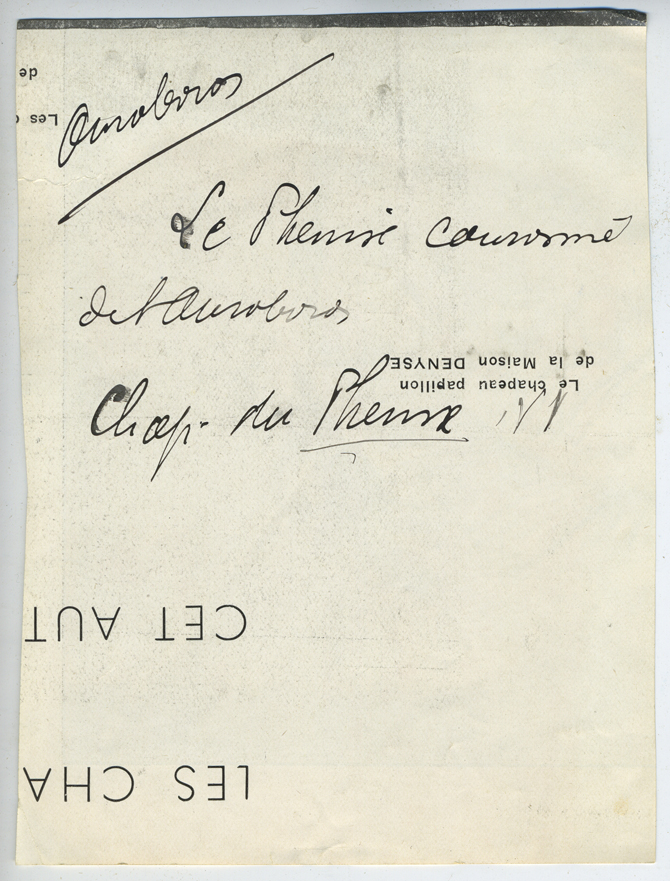 de
Les
Ouroboros
Le Phenix couronné
de l'Ouroboros
Le chapeau papillon
de la Maison DENYSE
Chap. du Phenix
CET AUT
LES CHA